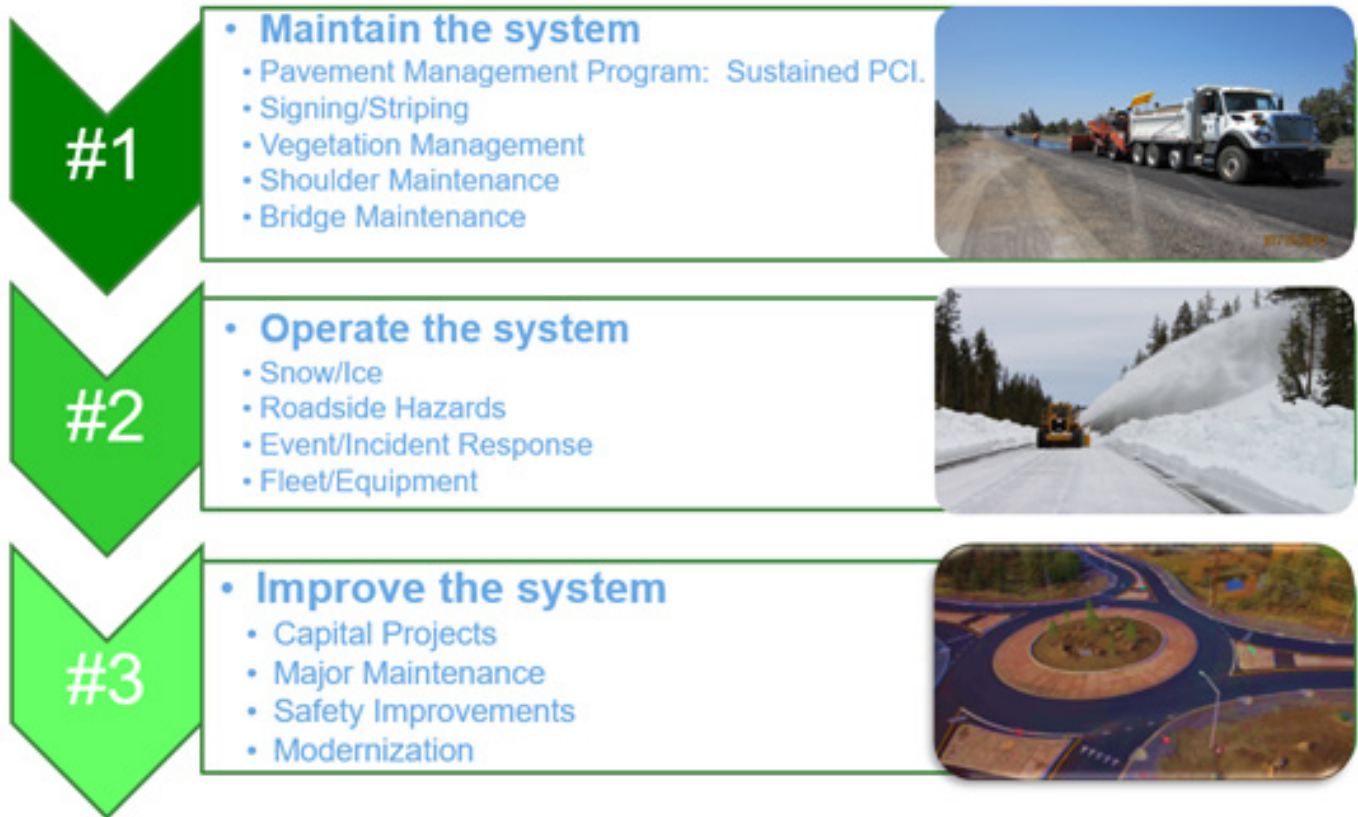 #1
• Maintain the system
• Pavement Management Program: Sustained PCI.
• Signing/Striping
• Vegetation Management
• Shoulder Maintenance
• Bridge Maintenance
#2
• Operate the system
• Snow/Ice
• Roadside Hazards
• Event/Incident Response
• Fleet/Equipment
#3
• Improve the system
• Capital Projects
• Major Maintenance
• Safety Improvements
• Modernization